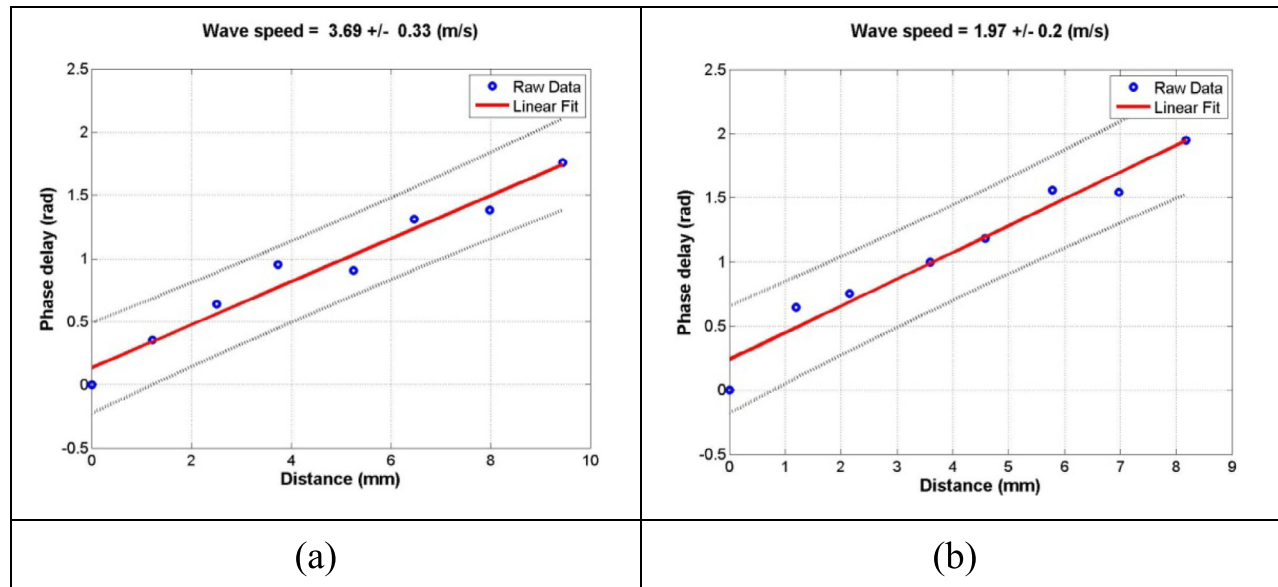 Wave speed = 3.69 +/- 0.33 (m/s)
2.5
2
1.5
1
0.5
0
-0.5
Phase delay (rad)
Raw Data
Linear Fit
0
2
4
6
8
10
Distance (mm)
(a)
Wave speed = 1.97 +/- 0.2 (m/s)
2.5
2
1.5
1
0.5
0
-0.5
Phase delay (rad)
Raw Data
Linear Fit
0
1
2
3
4
5
6
7
8
9
Distance (mm)
(b)